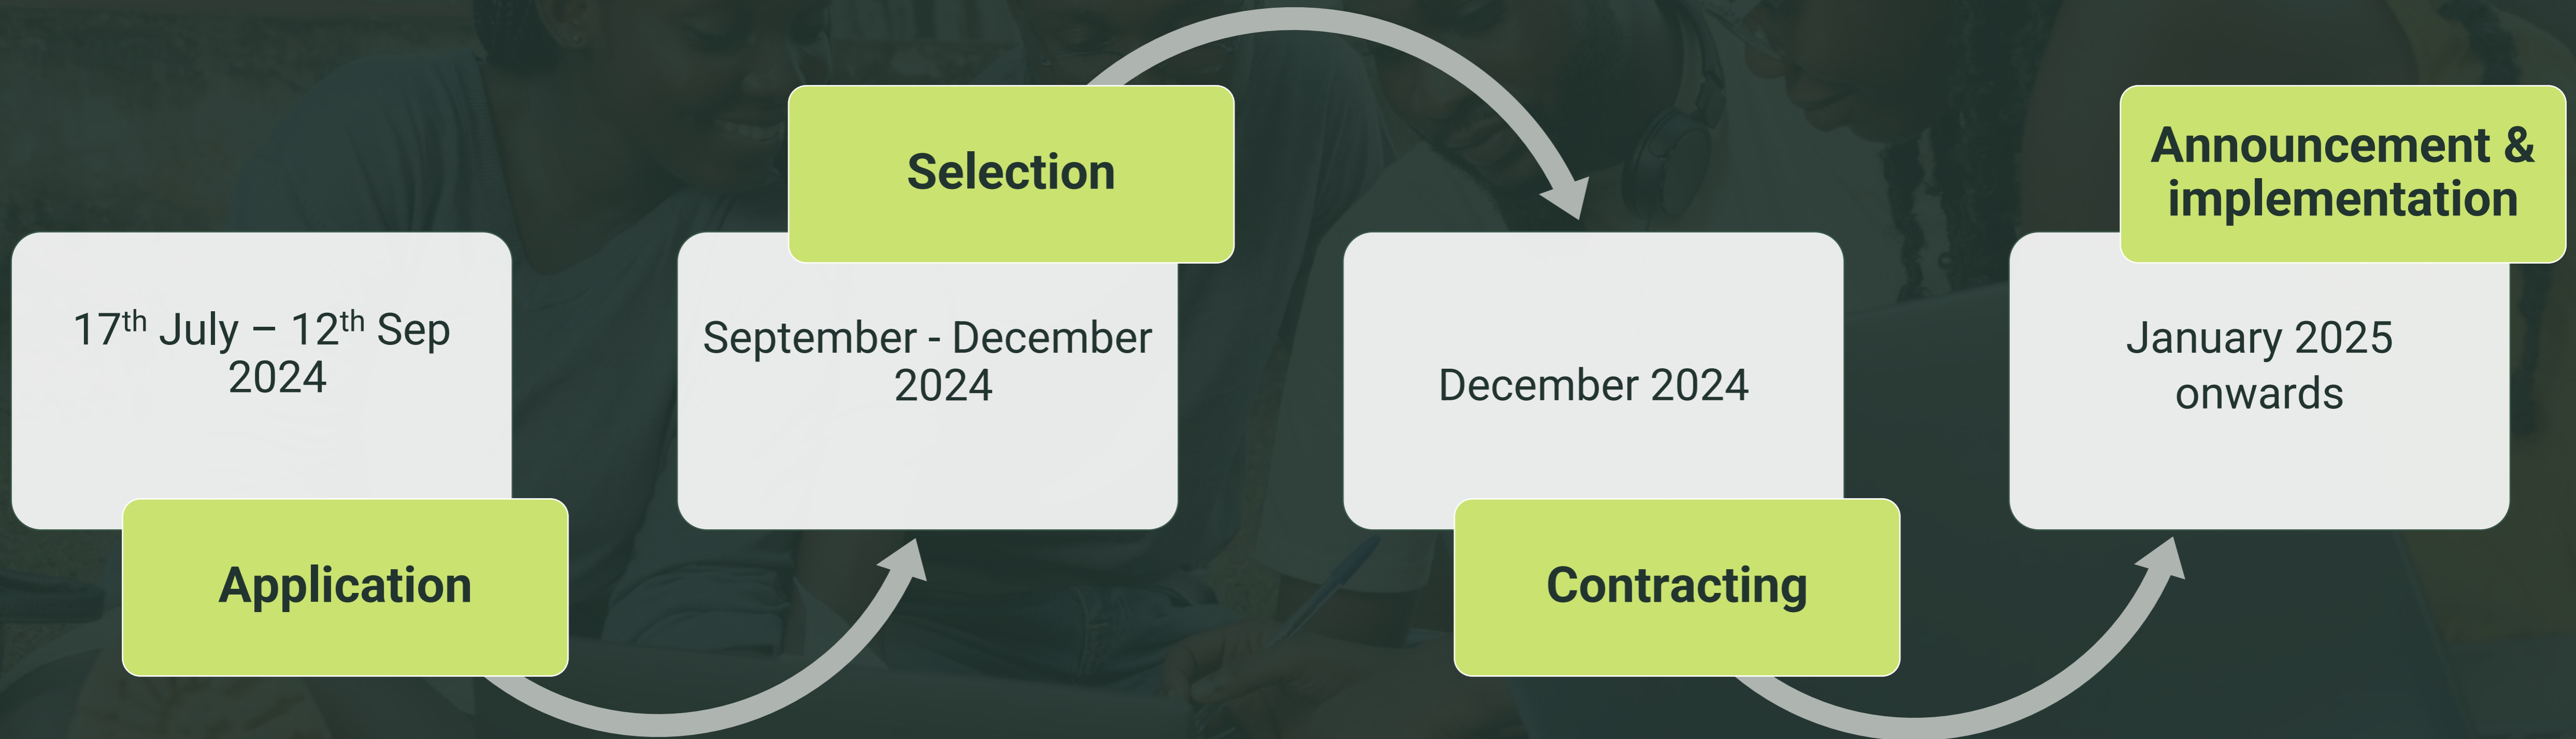 17th July – 12th Sep
2024
Application
Selection
September - December
2024
December 2024
Contracting
Announcement &
implementation
January 2025
onwards